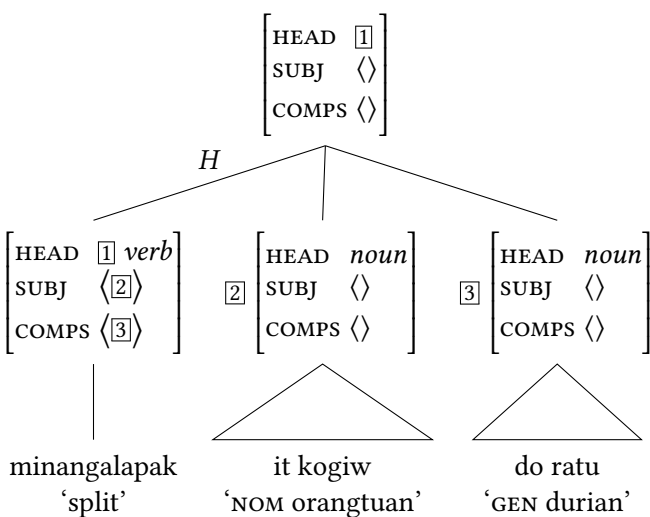 HEAD 1
SUBJ ⟨⟩
COMPS ⟨⟩
H
HEAD 1 verb HEAD noun HEAD noun
SUBJ ⟨2⟩ 2 SUBJ ⟨⟩ 3 SUBJ ⟨⟩
COMPS ⟨3⟩ COMPS ⟨⟩ COMPS ⟨⟩
minangalapak it kogiw do ratu
‘split’ ‘NOM orangtuan’ ‘GEN durian’